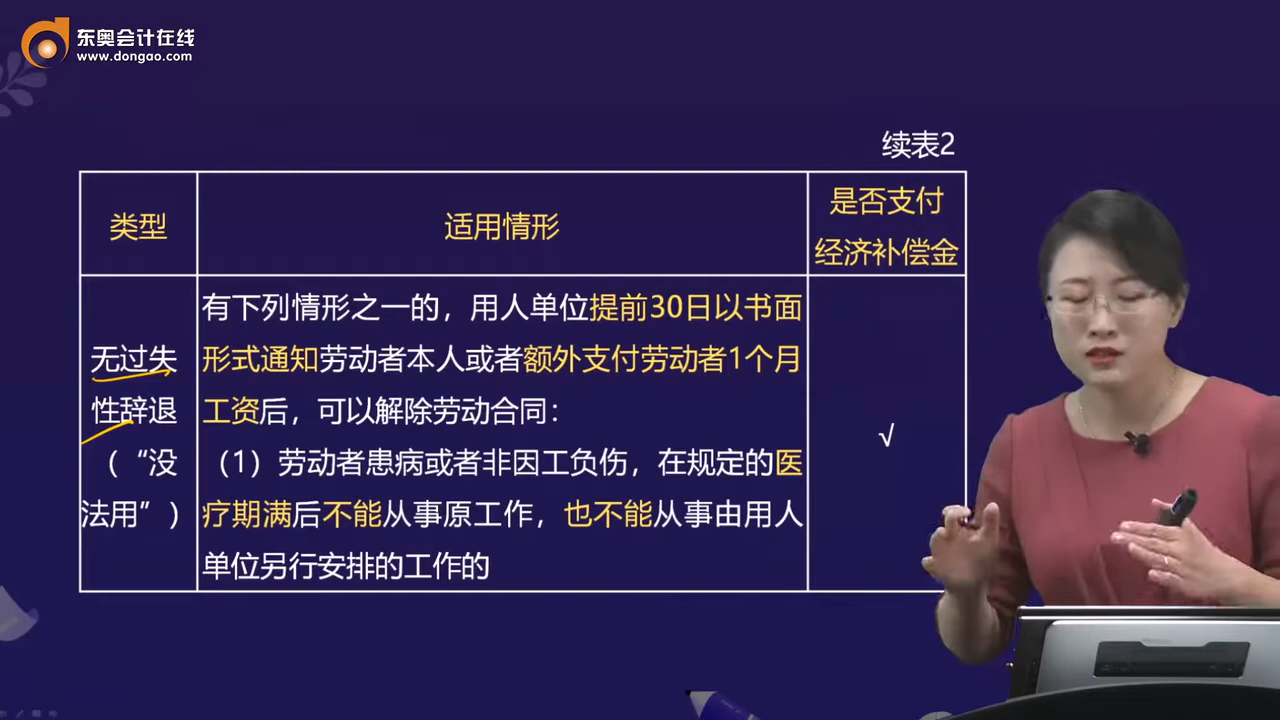 东奥会计在线
www.dongao.com
续表2
类型
适用情形
是否支付
经济补偿金
无过失
性辞退
（“没
法用”）
有下列情形之一的，用人单位提前30日以书面
形式通知劳动者本人或者额外支付劳动者1个月
工资后，可以解除劳动合同：
（1）劳动者患病或者非因工负伤，在规定的医
疗期满后不能从事原工作，也不能从事由用人
单位另行安排的工作的
√